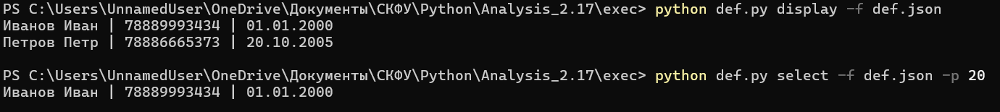 PS C:\Users\UnnamedUser\OneDrive\Документы\СКФУ\Python\Analysis_2.17\exec> python def.py display -f def.json
Иванов Иван | 78889993434 | 01.01.2000
Петров Петр | 78886665373 | 20.10.2005
PS C:\Users\UnnamedUser\OneDrive\Документы\СКФУ\Python\Analysis_2.17\exec> python def.py select -f def.json -p 20
Иванов Иван | 78889993434 | 01.01.2000